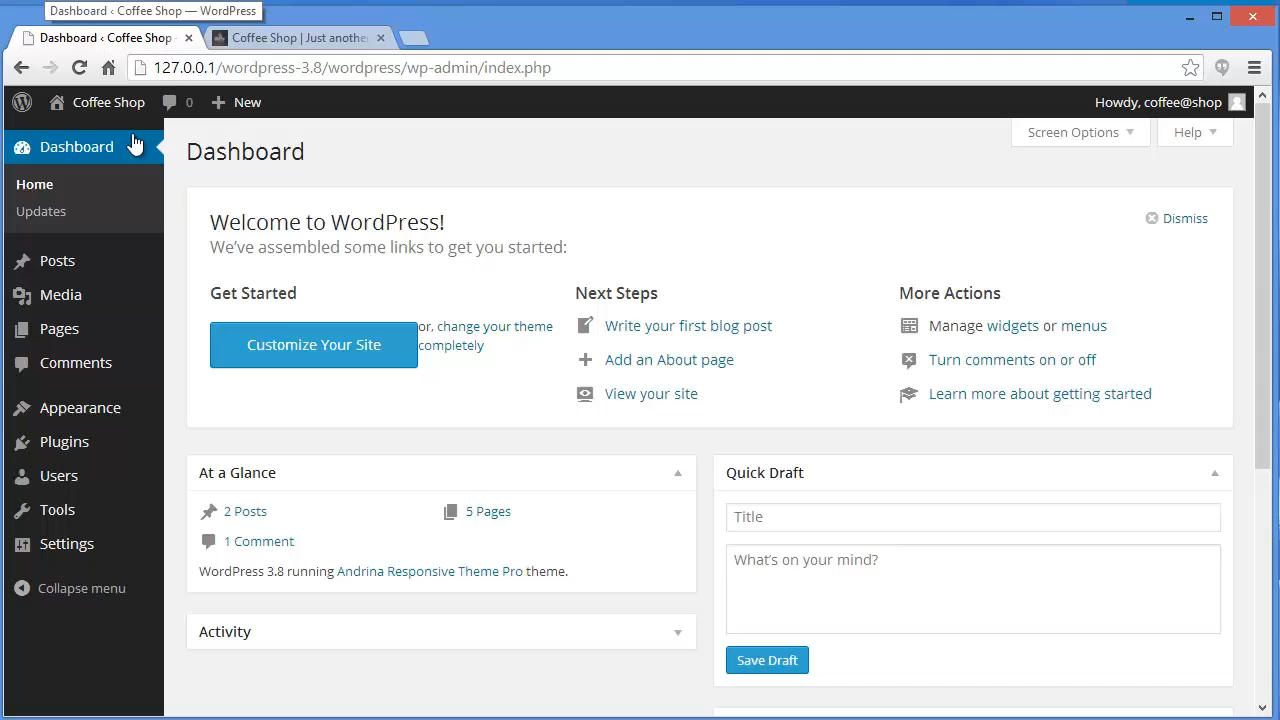 Dashboard ‹ Coffee Shop — WordPress
Dashboard ‹ Coffee Shop
Coffee Shop | Just anothe
127.0.0.1/wordpress-3.8/wordpress/wp-admin/index.php
Coffee Shop 0 New Howdy, coffee@shop
Screen Options Help
Dashboard
Home
Updates
Posts
Media
Pages
Comments
Appearance
Plugins
Users
Tools
Settings
Collapse menu
Dashboard
Welcome to WordPress!
Dismiss
We've assembled some links to get you started:
Get Started
Customize Your Site
or, change your theme
completely
Next Steps
Write your first blog post
Add an About page
View your site
More Actions
Manage widgets or menus
Turn comments on or off
Learn more about getting started
At a Glance
2 Posts 5 Pages
1 Comment
WordPress 3.8 running Andrina Responsive Theme Pro theme.
Activity
Quick Draft
Title
What's on your mind?
Save Draft